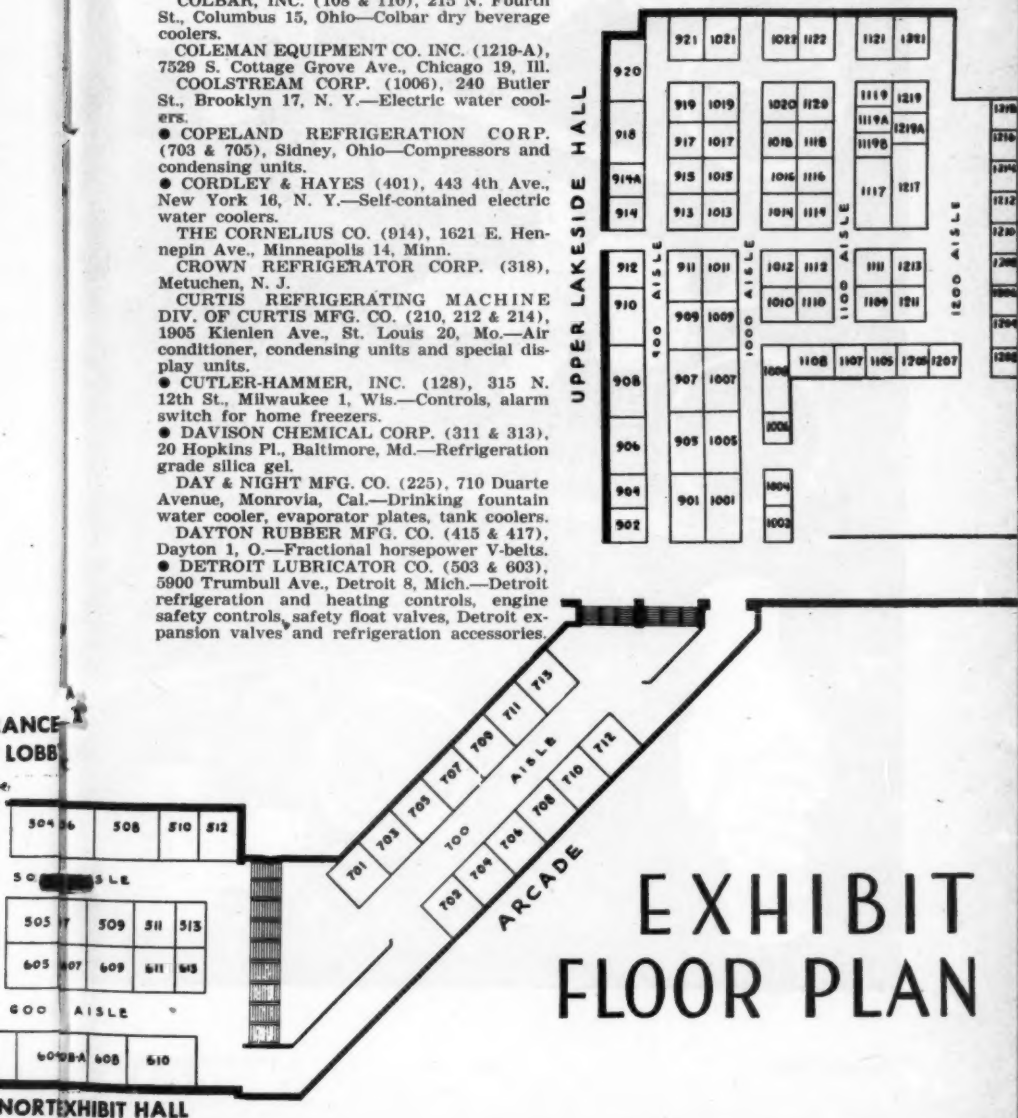 COLBAR, INC. (108 & 110), 215 N. Fourth
St., Columbus 15, Ohio—Colbar dry beverage
coolers.
COLEMAN EQUIPMENT CO. INC. (1219-A),
7529 S. Cottage Grove Ave., Chicago 19, Ill.
COOLSTREAM CORP. (1006), 240 Butler
St., Brooklyn 17, N. Y.—Electric water cool-
ers.
● COPELAND REFRIGERATION CORP.
(703 & 705), Sidney, Ohio—Compressors and
condensing units.
● CORDLEY & HAYES (401), 443 4th Ave.,
New York 16, N. Y.—Self-contained electric
water coolers.
THE CORNELIUS CO. (914), 1621 E. Hen-
nepin Ave., Minneapolis 14, Minn.
CROWN REFRIGERATOR CORP. (318),
Metuchen, N. J.
CURTIS REFRIGERATING MACHINE
DIV. OF CURTIS MFG. CO. (210, 212 & 214),
1905 Kienlen Ave., St. Louis 20, Mo.—Air
conditioner, condensing units and special dis-
play units.
● CUTLER-HAMMER, INC. (128), 315 N.
12th St., Milwaukee 1, Wis.—Controls, alarm
switch for home freezers.
● DAVISON CHEMICAL CORP. (311 & 313),
20 Hopkins Pl., Baltimore, Md.—Refrigeration
grade silica gel.
DAY & NIGHT MFG. CO. (225), 710 Duarte
Avenue, Monrovia, Cal.—Drinking fountain
water cooler, evaporator plates, tank coolers.
DAYTON RUBBER MFG. CO. (415 & 417),
Dayton 1, O.—Fractional horsepower V-belts.
● DETROIT LUBRICATOR CO. (503 & 603),
5900 Trumbull Ave., Detroit 8, Mich.—Detroit
refrigeration and heating controls, engine
safety controls, safety float valves, Detroit ex-
pansion valves and refrigeration accessories.
UPPER LAKESIDE HALL
921 1021 1022 1122 1121 1221
920
919 1019 1020 1120 1119 1219
918 1119A 1219A
917 1017 1018 1118 1119B
914A 915 1015 1016 1116 1117 1217
914 913 1013 1014 1114
900 AISLE
1000 AISLE
1100 AISLE
1200 AISLE
912 911 1011 1012 1112 1111 1213
910 909 1009 1010 1110 1109 1211
1108 1107 1105 1205 1207
908 907 1007 1008
1006
906 905 1005
904 901 1001 1004
902 1002
1212
1210
713
711
709
707
705
703
701
700 AISLE
712
710
708
706
704
702
ARCADE
ANCE
LOBB
504 508 510 512
505 509 511 513
605 607 609 611 613
600 AISLE
608 610
NORT EXHIBIT HALL
EXHIBIT
FLOOR PLAN